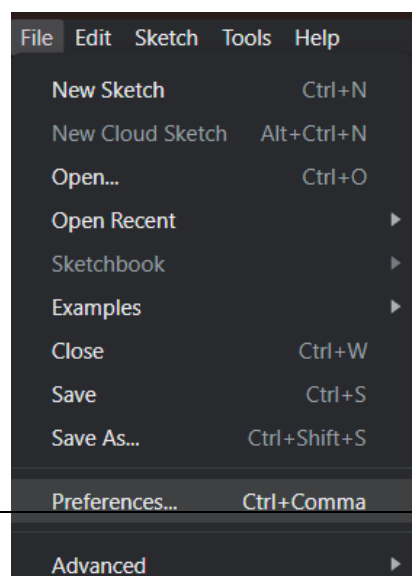 File Edit Sketch Tools Help
New Sketch Ctrl+N
New Cloud Sketch Alt+Ctrl+N
Open... Ctrl+O
Open Recent
Sketchbook
Examples
Close Ctrl+W
Save Ctrl+S
Save As... Ctrl+Shift+S
Preferences... Ctrl+Comma
Advanced